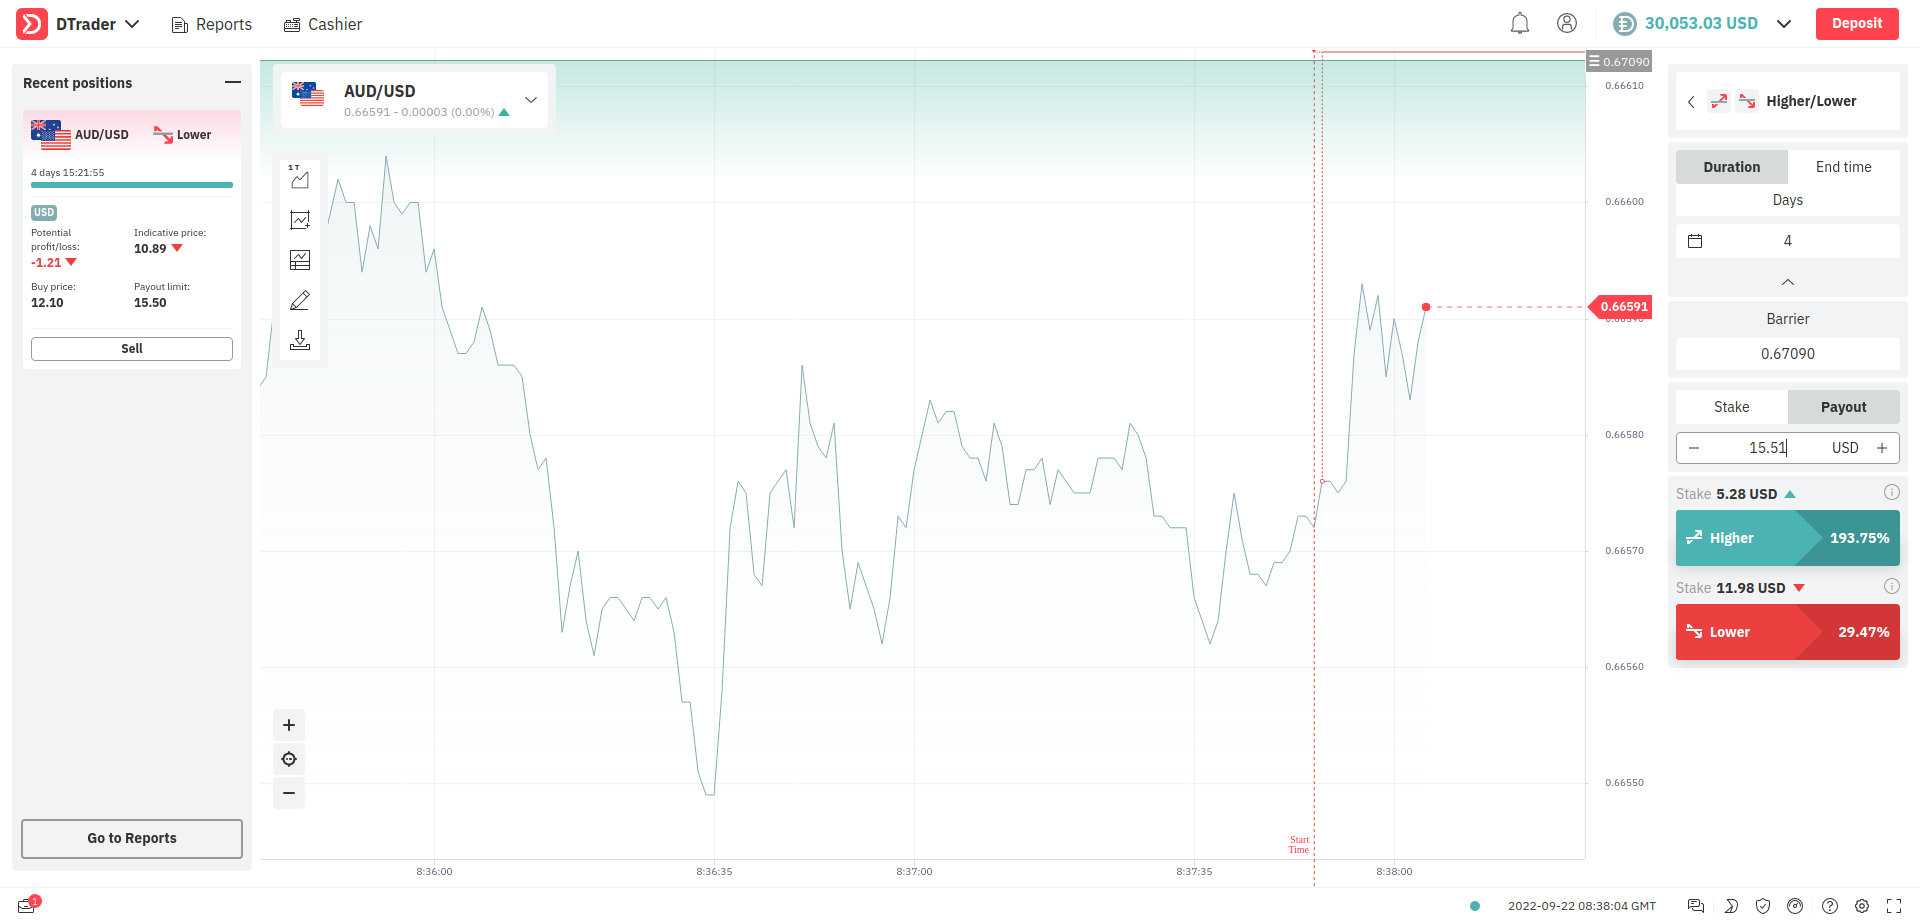 DTrader
Reports
Cashier
30,053.03 USD
Deposit
Recent positions
AUD/USD
Lower
4 days 15:21:55
USD
Potential profit/loss:
-1.21
Indicative price:
10.89
Buy price:
12.10
Payout limit:
15.50
Sell
Go to Reports
AUD/USD
0.66591 - 0.00003 (0.00%)
1 T
0.67090
0.66610
0.66600
0.66591
0.66580
0.66570
0.66560
0.66550
Start
Time
8:36:00
8:36:35
8:37:00
8:37:35
8:38:00
Higher/Lower
Duration
End time
Days
4
Barrier
0.67090
Stake
Payout
15.51
USD
Stake 5.28 USD
Higher
193.75%
Stake 11.98 USD
Lower
29.47%
1
2022-09-22 08:38:04 GMT